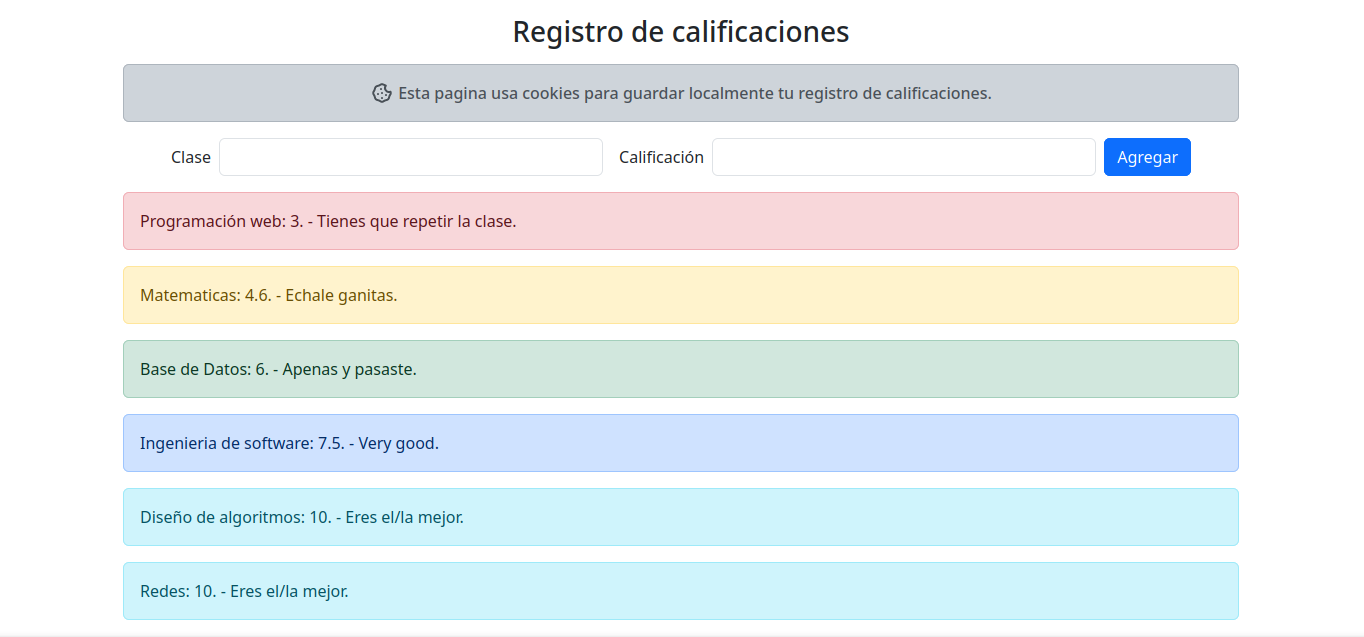 Registro de calificaciones
Esta pagina usa cookies para guardar localmente tu registro de calificaciones.
Clase Calificación Agregar
Programación web: 3. - Tienes que repetir la clase.
Matematicas: 4.6. - Echale ganitas.
Base de Datos: 6. - Apenas y pasaste.
Ingenieria de software: 7.5. - Very good.
Diseño de algoritmos: 10. - Eres el/la mejor.
Redes: 10. - Eres el/la mejor.